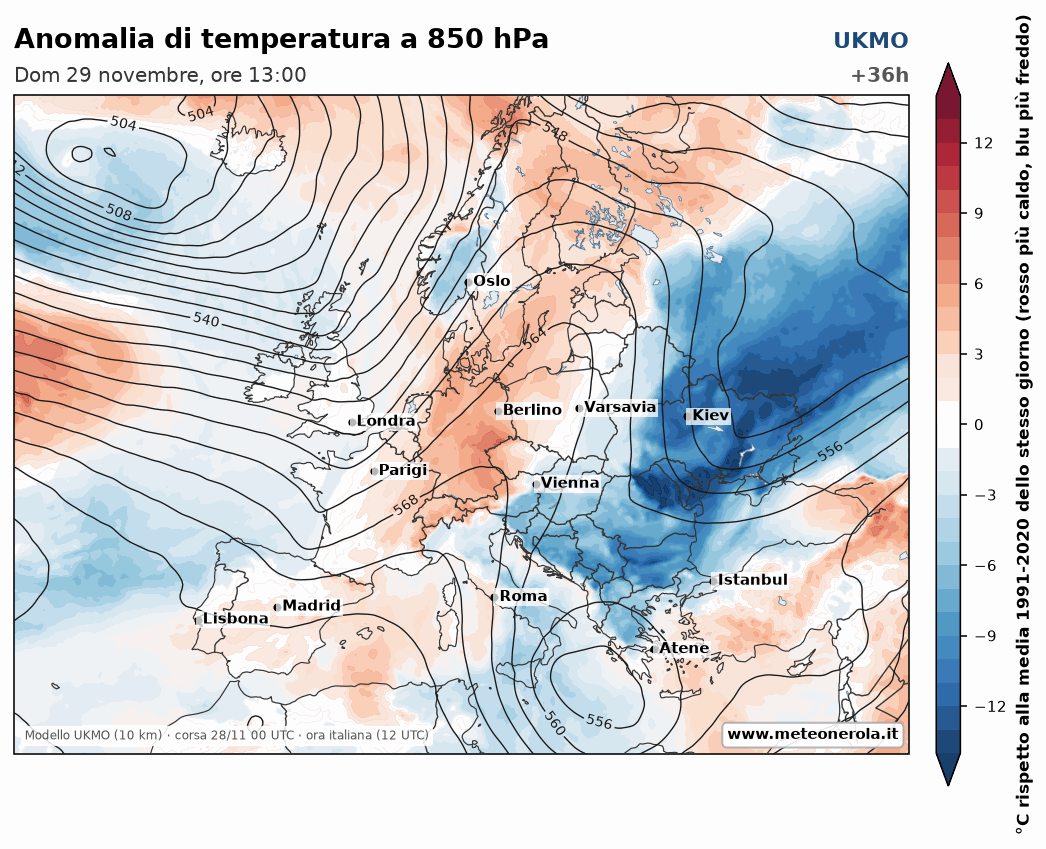 Anomalia di temperatura a 850 hPa
UKMO
Dom 29 novembre, ore 13:00
+36h
504
504
548
508
540
564
556
568
560
556
Oslo
Londra
Berlino
Varsavia
Kiev
Parigi
Vienna
Istanbul
Roma
Madrid
Lisbona
Atene
Modello UKMO (10 km) · corsa 28/11 00 UTC · ora italiana (12 UTC)
www.meteonerola.it
12
9
6
3
0
−3
−6
−9
−12
°C rispetto alla media 1991-2020 dello stesso giorno (rosso più caldo, blu più freddo)